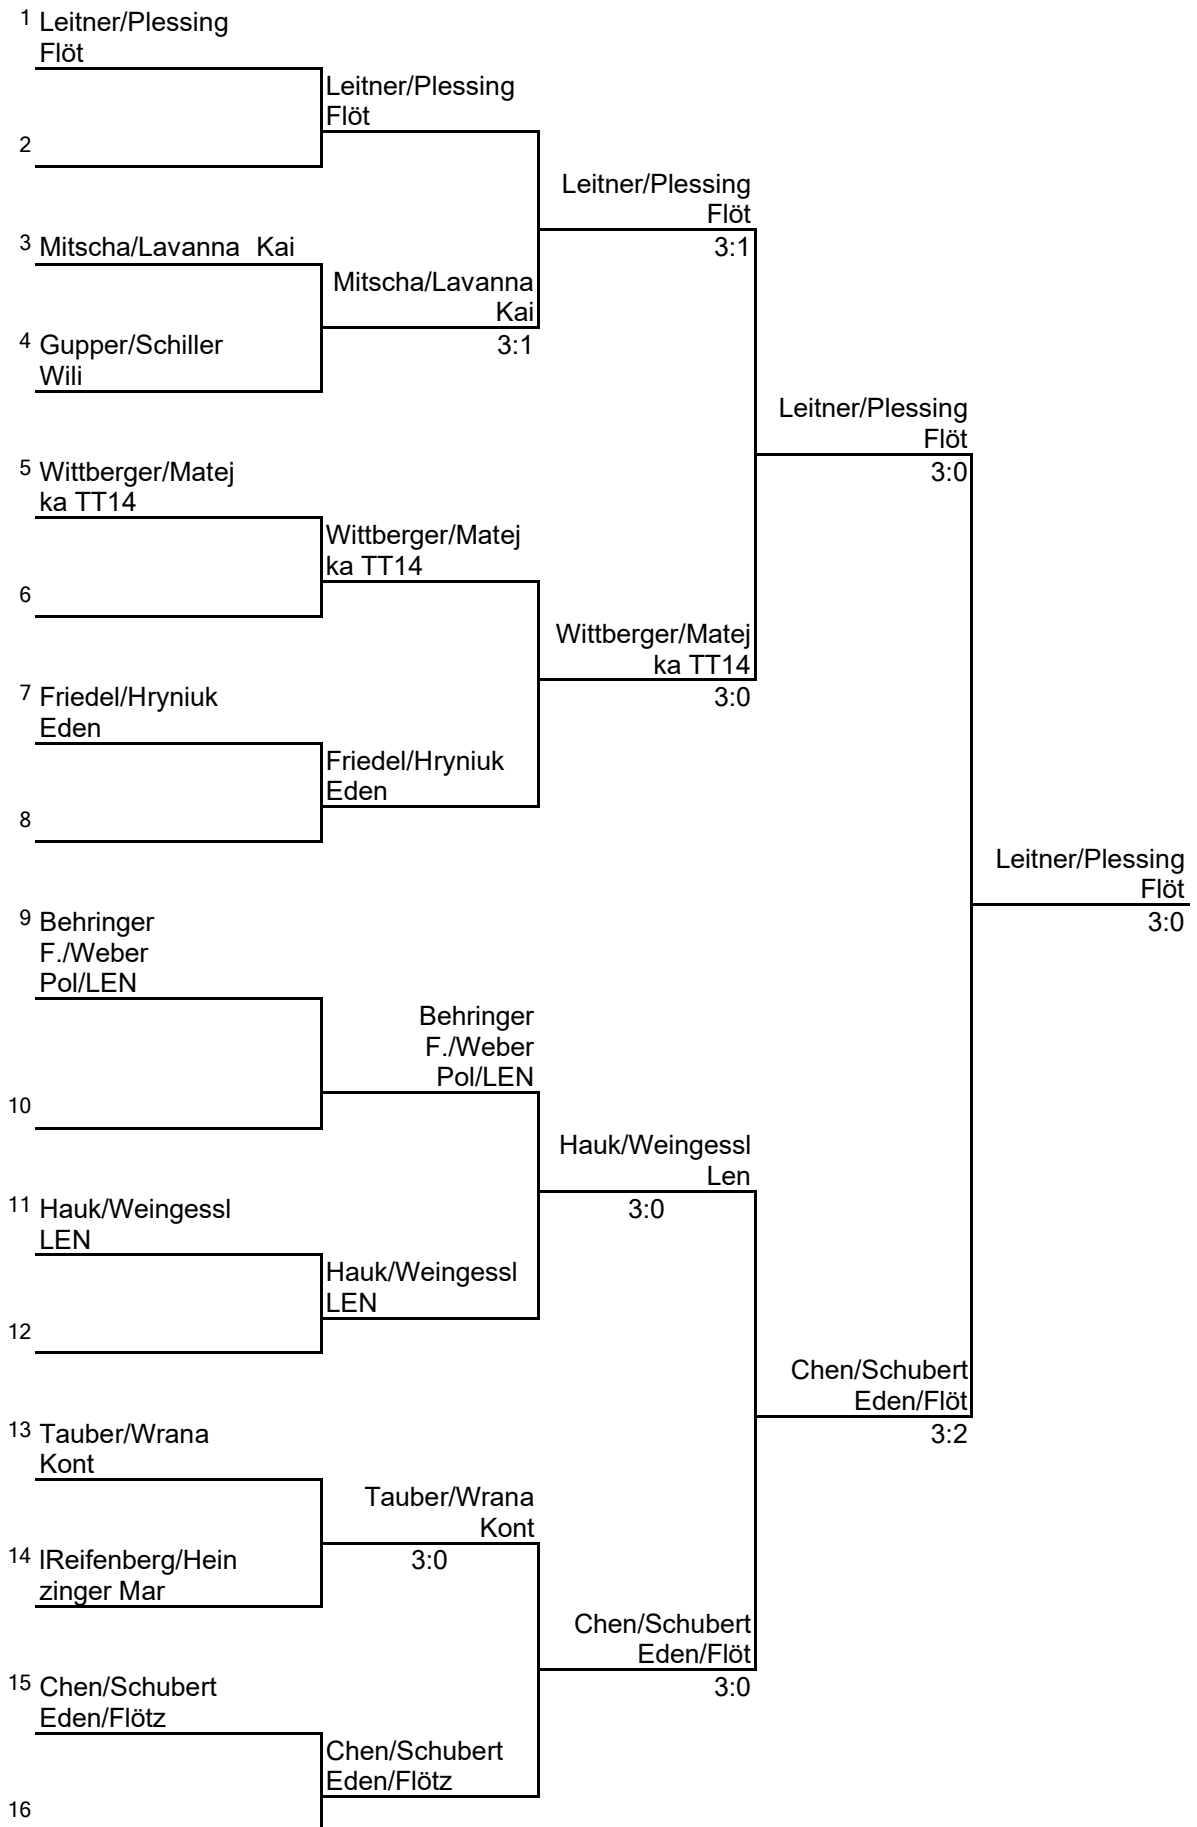 1 Leitner/Plessing
Flöt
Leitner/Plessing
Flöt
2
Leitner/Plessing
Flöt
3:1
3 Mitscha/Lavanna Kai
Mitscha/Lavanna
Kai
3:1
4 Gupper/Schiller
Wili
Leitner/Plessing
Flöt
3:0
5 Wittberger/Matej
ka TT14
Wittberger/Matej
ka TT14
6
Wittberger/Matej
ka TT14
3:0
7 Friedel/Hryniuk
Eden
Friedel/Hryniuk
Eden
8
Leitner/Plessing
Flöt
3:0
9 Behringer
F./Weber
Pol/LEN
Behringer
F./Weber
Pol/LEN
10
Hauk/Weingessl
Len
3:0
11 Hauk/Weingessl
LEN
Hauk/Weingessl
LEN
12
Chen/Schubert
Eden/Flöt
3:2
13 Tauber/Wrana
Kont
Tauber/Wrana
Kont
3:0
14 lReifenberg/Hein
zinger Mar
Chen/Schubert
Eden/Flöt
3:0
15 Chen/Schubert
Eden/Flötz
Chen/Schubert
Eden/Flötz
16